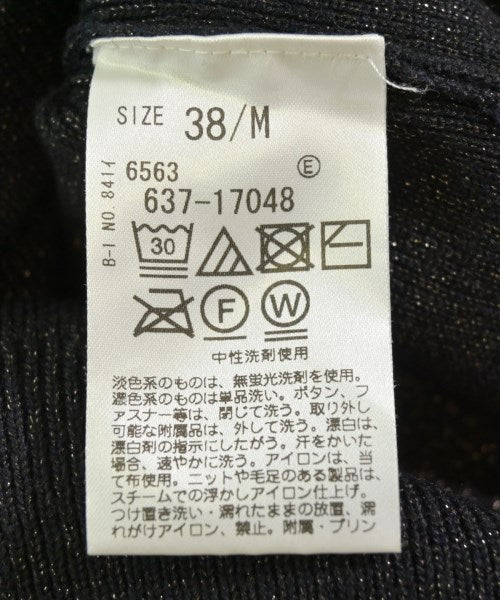 SIZE 38/M
6563 E
637-17048
B-I NO. 8411
30
F W
中性洗剤使用
淡色系のものは、無蛍光洗剤を使用。
濃色系のものは単品洗い。ボタン、フ
ァスナー等は、閉じて洗う。取り外し
可能な附属品は、外して洗う。漂白は、
漂白剤の指示にしたがう。汗をかいた
場合、速やかに洗う。アイロンは、当
て布使用。ニットや毛足のある製品は、
スチームでの浮かしアイロン仕上げ。
つけ置き洗い・濡れたままの放置、濡
れがけアイロン、禁止。附属・プリン